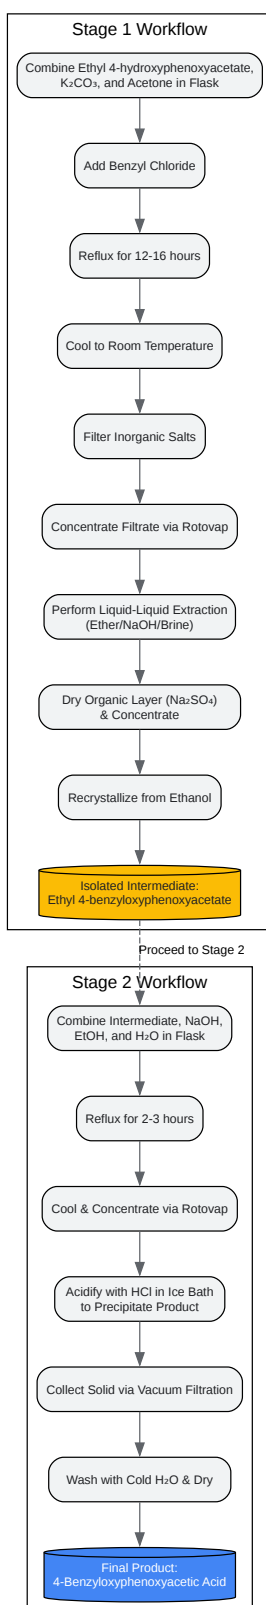 Stage 1 Workflow
Combine Ethyl 4-hydroxyphenoxyacetate,
K₂CO₃, and Acetone in Flask
Add Benzyl Chloride
Reflux for 12-16 hours
Cool to Room Temperature
Filter Inorganic Salts
Concentrate Filtrate via Rotovap
Perform Liquid-Liquid Extraction
(Ether/NaOH/Brine)
Dry Organic Layer (Na₂SO₄)
& Concentrate
Recrystallize from Ethanol
Isolated Intermediate:
Ethyl 4-benzyloxyphenoxyacetate
Proceed to Stage 2
Stage 2 Workflow
Combine Intermediate, NaOH,
EtOH, and H₂O in Flask
Reflux for 2-3 hours
Cool & Concentrate via Rotovap
Acidify with HCl in Ice Bath
to Precipitate Product
Collect Solid via Vacuum Filtration
Wash with Cold H₂O & Dry
Final Product:
4-Benzyloxyphenoxyacetic Acid